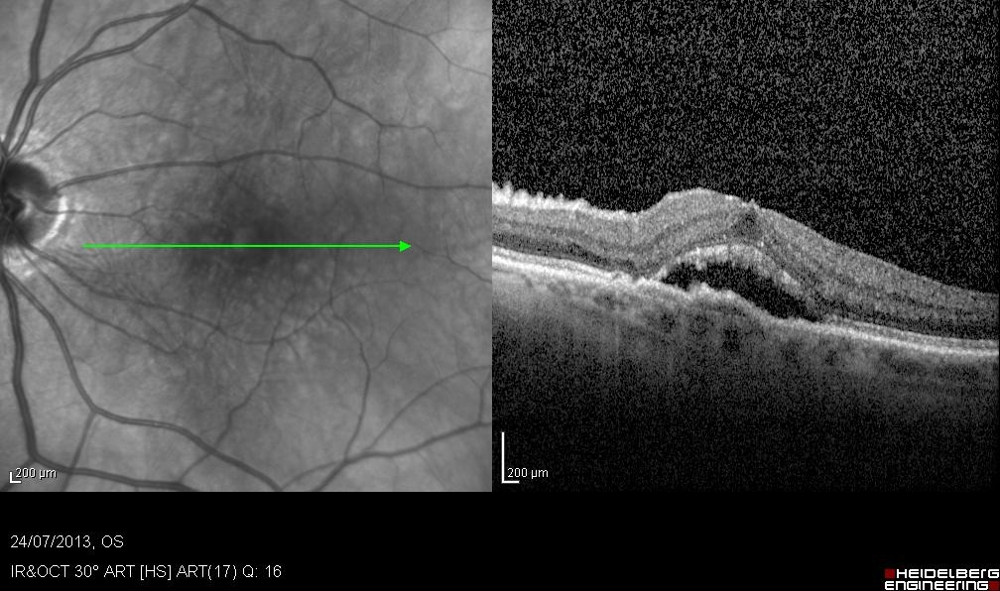 200 µm
200 µm
24/07/2013, OS
IR&OCT 30° ART [HS] ART(17) Q: 16
HEIDELBERG
ENGINEERING